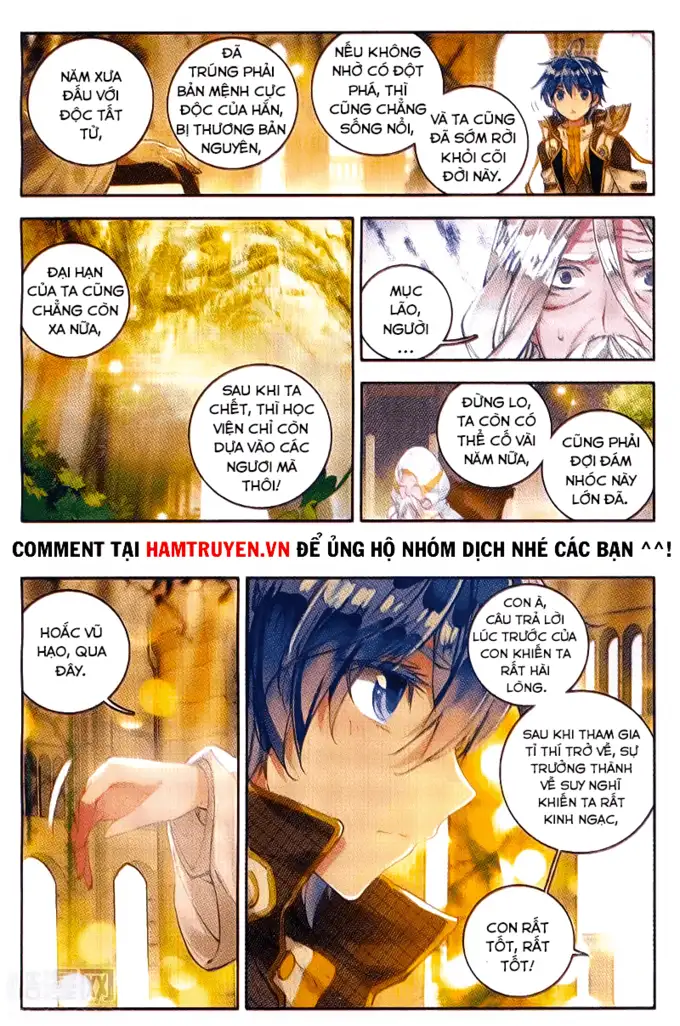 NĂM XƯA
ĐẤU VỚI
ĐỘC TẤT
TỬ,
ĐÃ
TRÚNG PHẢI
BẢN MỆNH CỰC
ĐỘC CỦA HẮN,
BỊ THƯƠNG BẢN
NGUYÊN,
NẾU KHÔNG
NHỜ CÓ ĐỘT
PHÁ, THÌ
CŨNG CHẲNG
SỐNG NỔI,
VÀ TA CŨNG
ĐÃ SỚM RỜI
KHỎI CÕI
ĐỜI NÀY.
ĐẠI HẠN
CỦA TA CŨNG
CHẲNG CÒN
XA NỮA,
SAU KHI TA
CHẾT, THÌ HỌC
VIỆN CHỈ CÒN
DỰA VÀO CÁC
NGƯƠI MÀ
THÔI!
MỤC
LÃO,
NGƯỜI
...
ĐỪNG LO,
TA CÒN CÓ
THỂ CỐ VÀI
NĂM NỮA,
CŨNG PHẢI
ĐỢI ĐÁM
NHÓC NÀY
LỚN ĐÃ.
COMMENT TẠI HAMTRUYEN.VN ĐỂ ỦNG HỘ NHÓM DỊCH NHÉ CÁC BẠN ^^!
HOẮC VŨ
HẠO, QUA
ĐÂY.
CON À,
CÂU TRẢ LỜI
LÚC TRƯỚC CỦA
CON KHIẾN TA
RẤT HÀI
LÒNG.
SAU KHI THAM GIA
TỈ THÍ TRỞ VỀ, SỰ
TRƯỞNG THÀNH
VỀ SUY NGHĨ
KHIẾN TA RẤT
KINH NGẠC,
CON RẤT
TỐT, RẤT
TỐT!